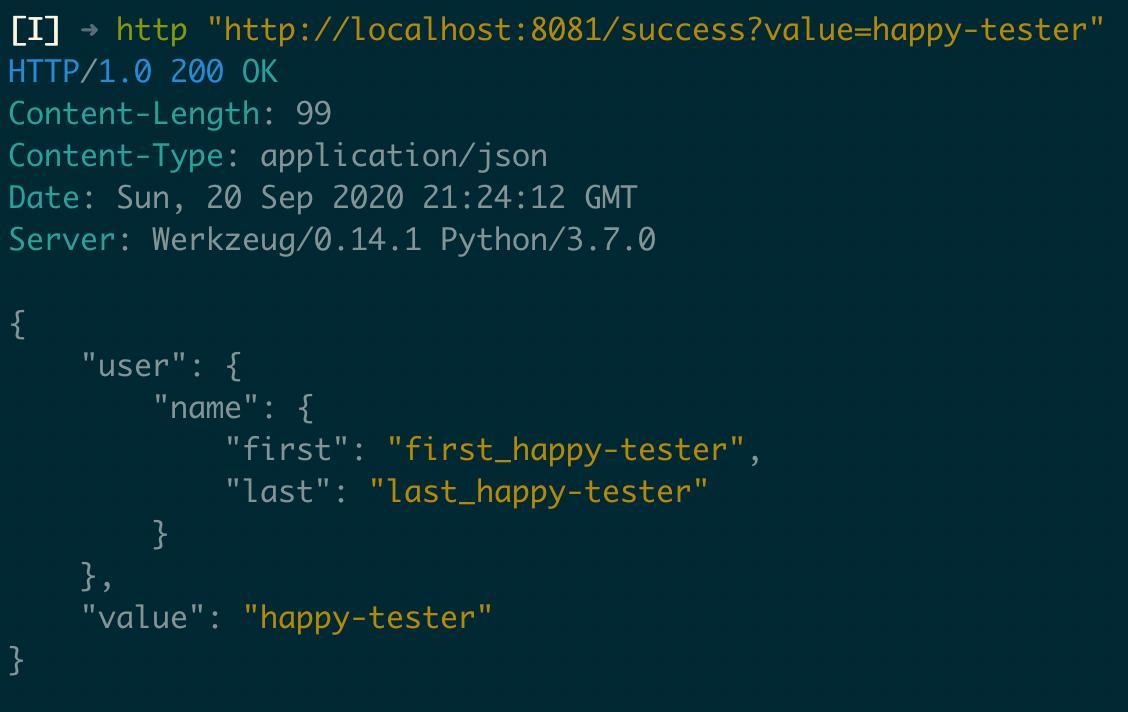 [I] ➜ http "http://localhost:8081/success?value=happy-tester"
HTTP/1.0 200 OK
Content-Length: 99
Content-Type: application/json
Date: Sun, 20 Sep 2020 21:24:12 GMT
Server: Werkzeug/0.14.1 Python/3.7.0

{
    "user": {
        "name": {
            "first": "first_happy-tester",
            "last": "last_happy-tester"
        }
    },
    "value": "happy-tester"
}